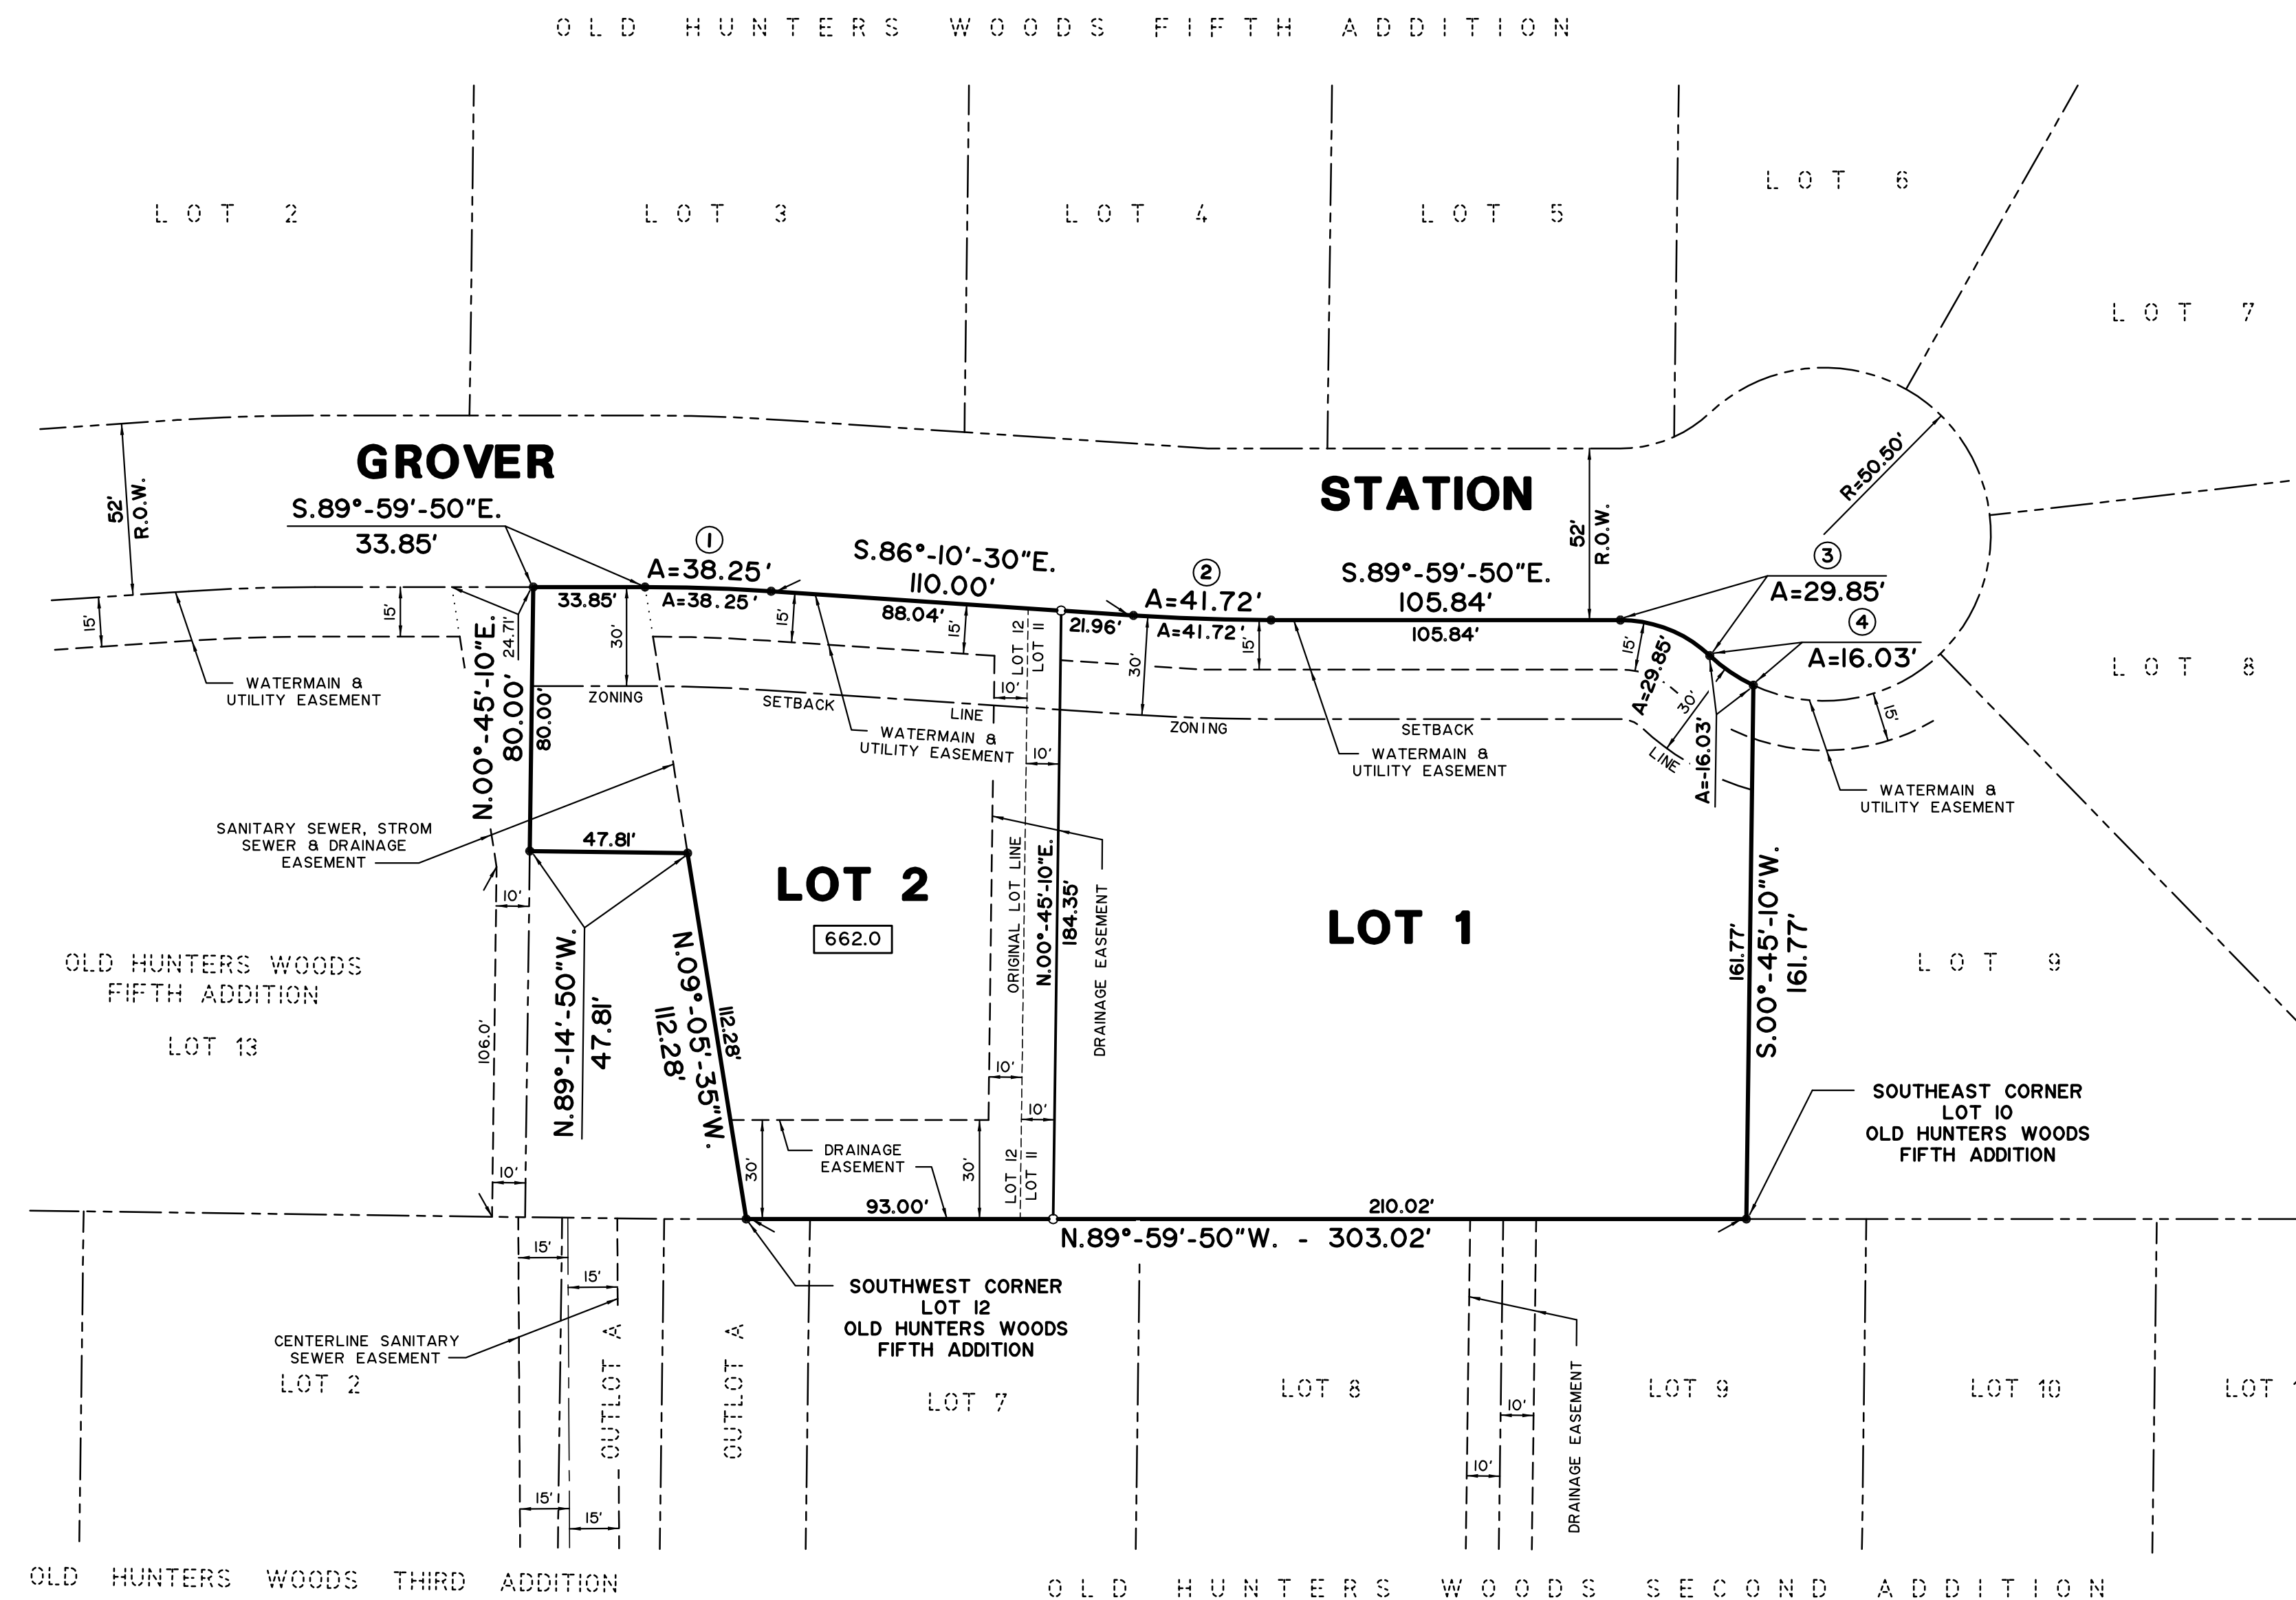 OLD HUNTERS WOODS FIFTH ADDITION
LOT 6
LOT 2
LOT 3
LOT 4
LOT 5
LOT 7
GROVER
STATION
R=50.50'
52'
R.O.W.
S.89°-59'-50"E.
33.85'
1
A=38.25'
S.86°-10'-30"E.
110.00'
2
A=41.72'
S.89°-59'-50"E.
105.84'
52'
R.O.W.
3
A=29.85'
4
A=16.03'
33.85'
A=38.25'
88.04'
21.96'
A=41.72'
105.84'
15'
15'
24.71'
30'
15'
15'
LOT 12
LOT 11
30'
15'
15'
A=29.85'
30'
A=-16.03'
15'
LOT 8
WATERMAIN &
UTILITY EASEMENT
N.00°-45'-10"E.
80.00'
80.00'
ZONING
SETBACK
LINE
10'
WATERMAIN &
UTILITY EASEMENT
10'
ZONING
SETBACK
LINE
WATERMAIN &
UTILITY EASEMENT
WATERMAIN &
UTILITY EASEMENT
SANITARY SEWER, STROM
SEWER & DRAINAGE
EASEMENT
47.81'
10'
LOT 2
662.0
ORIGINAL LOT LINE
N.00°-45'-10"E.
184.35'
DRAINAGE EASEMENT
LOT 1
161.77'
S.00°-45'-10"W.
161.77'
LOT 9
OLD HUNTERS WOODS
FIFTH ADDITION
LOT 13
106.0'
N.89°-14'-50"W.
47.81'
N.09°-05'-35"W.
112.28'
112.28'
10'
10'
10'
SOUTHEAST CORNER
LOT 10
OLD HUNTERS WOODS
FIFTH ADDITION
30'
DRAINAGE
EASEMENT
30'
LOT 12
LOT 11
93.00'
210.02'
N.89°-59'-50"W. - 303.02'
15'
15'
SOUTHWEST CORNER
LOT 12
OLD HUNTERS WOODS
FIFTH ADDITION
CENTERLINE SANITARY
SEWER EASEMENT
LOT 2
OUTLOT A
OUTLOT A
LOT 7
LOT 8
10'
10'
DRAINAGE EASEMENT
LOT 9
LOT 10
LOT
15'
15'
OLD HUNTERS WOODS THIRD ADDITION
OLD HUNTERS WOODS SECOND ADDITION